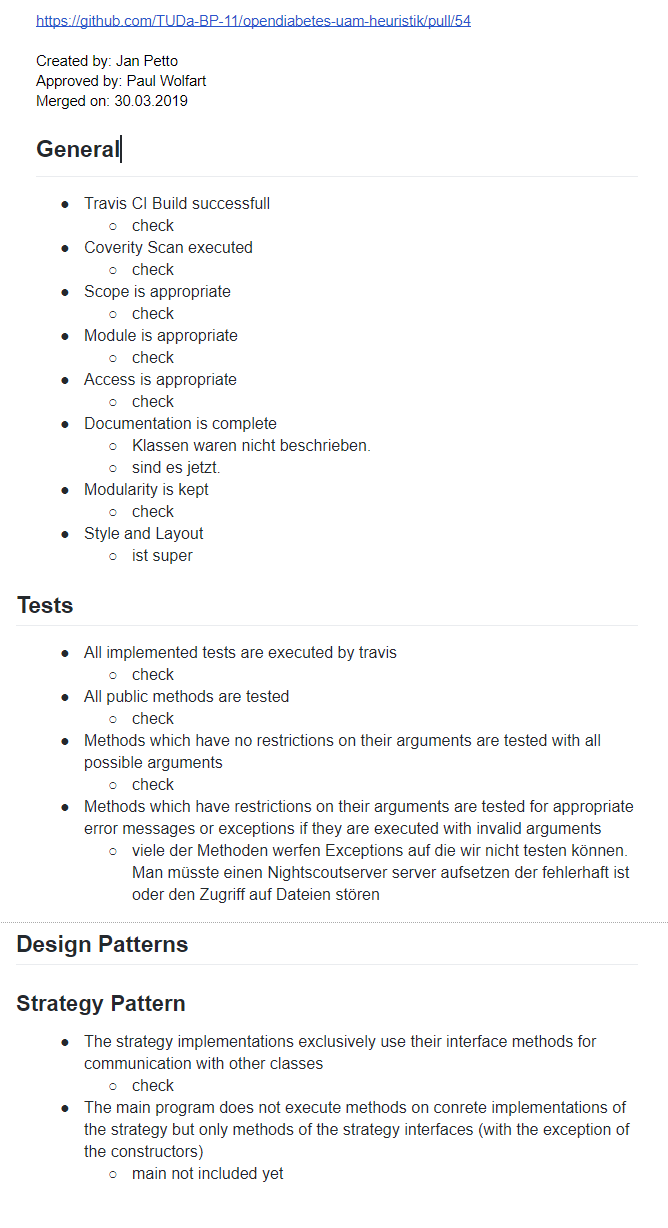 https://github.com/TUDa-BP-11/opendiabetes-uam-heuristik/pull/54
Created by: Jan Petto
Approved by: Paul Wolfart
Merged on: 30.03.2019
General
● Travis CI Build successfull
○ check
● Coverity Scan executed
○ check
● Scope is appropriate
○ check
● Module is appropriate
○ check
● Access is appropriate
○ check
● Documentation is complete
○ Klassen waren nicht beschrieben.
○ sind es jetzt.
● Modularity is kept
○ check
● Style and Layout
○ ist super
Tests
● All implemented tests are executed by travis
○ check
● All public methods are tested
○ check
● Methods which have no restrictions on their arguments are tested with all
possible arguments
○ check
● Methods which have restrictions on their arguments are tested for appropriate
error messages or exceptions if they are executed with invalid arguments
○ viele der Methoden werfen Exceptions auf die wir nicht testen können.
Man müsste einen Nightscoutserver server aufsetzen der fehlerhaft ist
oder den Zugriff auf Dateien stören
Design Patterns
Strategy Pattern
● The strategy implementations exclusively use their interface methods for
communication with other classes
○ check
● The main program does not execute methods on conrete implementations of
the strategy but only methods of the strategy interfaces (with the exception of
the constructors)
○ main not included yet